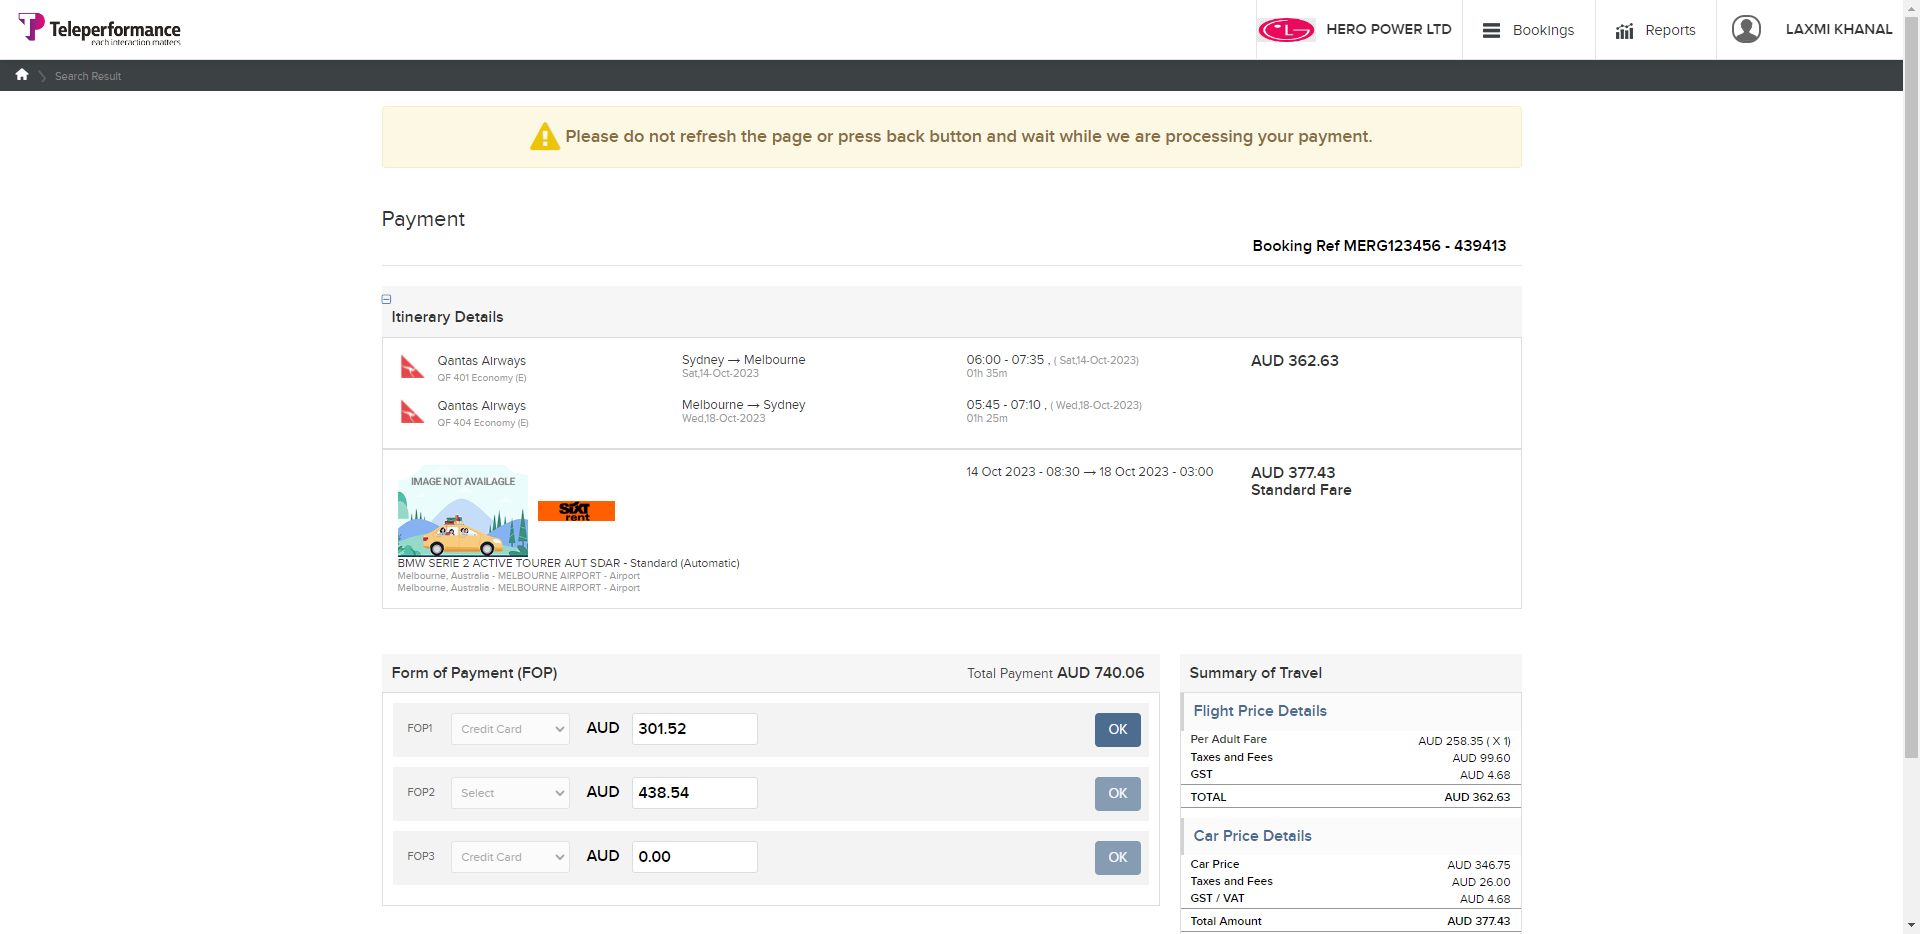 Teleperformance
each interaction matters
LG
HERO POWER LTD
Bookings
Reports
LAXMI KHANAL
Search Result
Please do not refresh the page or press back button and wait while we are processing your payment.
Payment
Booking Ref MERG123456 - 439413
Itinerary Details
Qantas Airways
QF 401 Economy (E)
Sydney → Melbourne
Sat,14-Oct-2023
06:00 - 07:35 , ( Sat,14-Oct-2023)
01h 35m
AUD 362.63
Qantas Airways
QF 404 Economy (E)
Melbourne → Sydney
Wed,18-Oct-2023
05:45 - 07:10 , ( Wed,18-Oct-2023)
01h 25m
IMAGE NOT AVAILAGLE
SIXT
rent
14 Oct 2023 - 08:30 → 18 Oct 2023 - 03:00
AUD 377.43
Standard Fare
BMW SERIE 2 ACTIVE TOURER AUT SDAR - Standard (Automatic)
Melbourne, Australia - MELBOURNE AIRPORT - Airport
Melbourne, Australia - MELBOURNE AIRPORT - Airport
Form of Payment (FOP)
Total Payment AUD 740.06
FOP1 Credit Card AUD 301.52 OK
FOP2 Select AUD 438.54 OK
FOP3 Credit Card AUD 0.00 OK
Summary of Travel
Flight Price Details
Per Adult Fare AUD 258.35 ( X 1)
Taxes and Fees AUD 99.60
GST AUD 4.68
TOTAL AUD 362.63
Car Price Details
Car Price AUD 346.75
Taxes and Fees AUD 26.00
GST / VAT AUD 4.68
Total Amount AUD 377.43